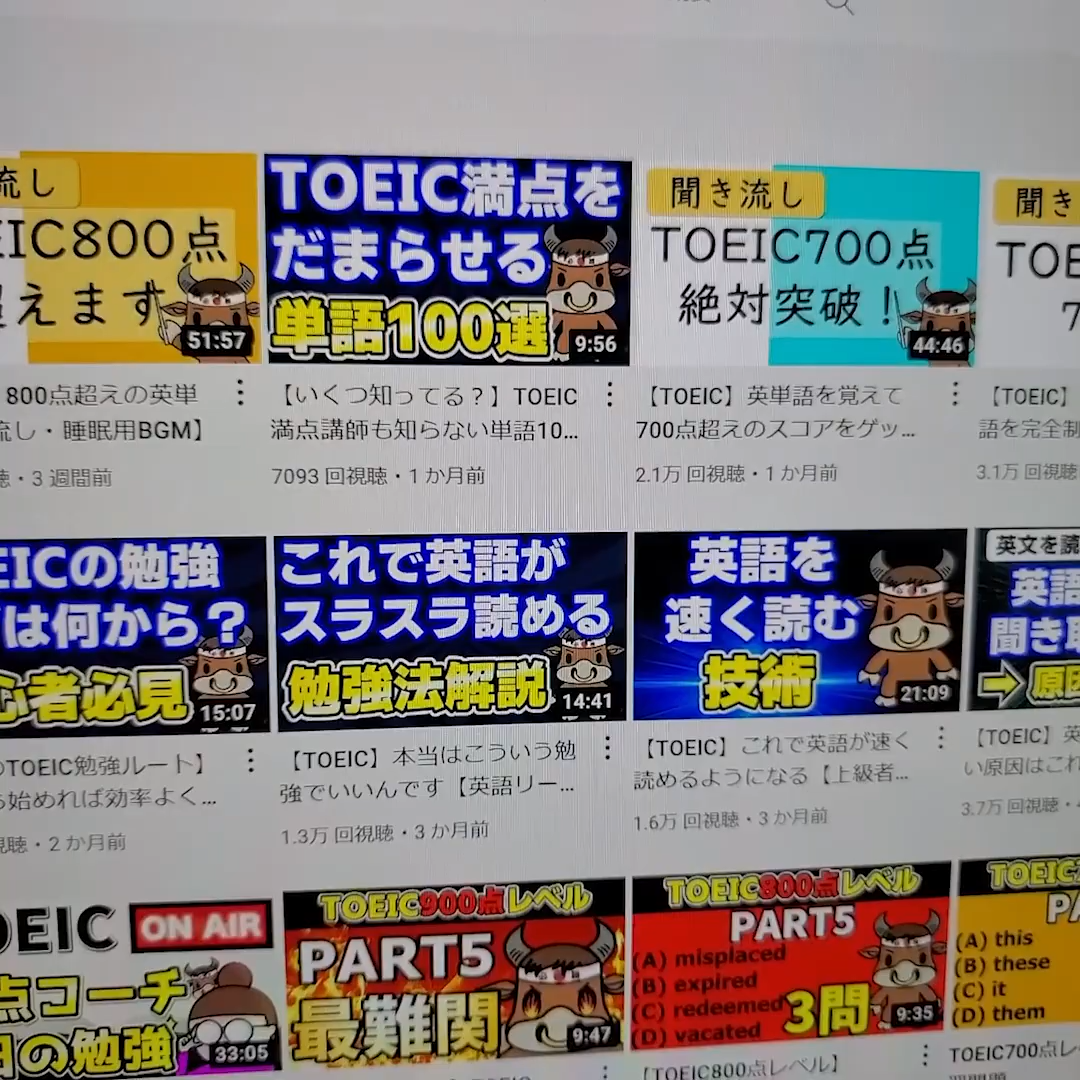 流し
EIC800点
えます
51:57
TOEIC満点を
だまらせる
単語100選
9:56
聞き流し
TOEIC700点
絶対突破！
44:46
聞き
TOE
7
800点超えの英単
流し・睡眠用BGM】
聴・3 週間前
【いくつ知ってる？】TOEIC
満点講師も知らない単語10...
7093 回視聴・1 か月前
【TOEIC】英単語を覚えて
700点超えのスコアをゲッ...
2.1万 回視聴・1 か月前
【TOEIC】
語を完全制
3.1万 回視聴
EICの勉強
は何から？
心者必見
15:07
これで英語が
スラスラ読める
勉強法解説
14:41
英語を
速く読む
技術
21:09
英文を読
英語
聞き取
原因
TOEIC勉強ルート】
始めれば効率よく...
視聴・2 か月前
【TOEIC】本当はこういう勉
強でいいんです【英語リー...
1.3万 回視聴・3 か月前
【TOEIC】これで英語が速く
読めるようになる【上級者...
1.6万 回視聴・3 か月前
【TOEIC】英
い原因はこれ
3.7万 回視聴・
OEIC
ON AIR
点コーチ
の勉強
33:05
TOEIC900点レベル
PART5
最難関
9:47
TOEIC800点レベル
PART5
(A) misplaced
(B) expired
(C) redeemed
(D) vacated
3問
9:35
TOEIC
PA
(A) this
(B) these
(C) it
(D) them
【TOEIC800点レベル】
TOEIC700点レ